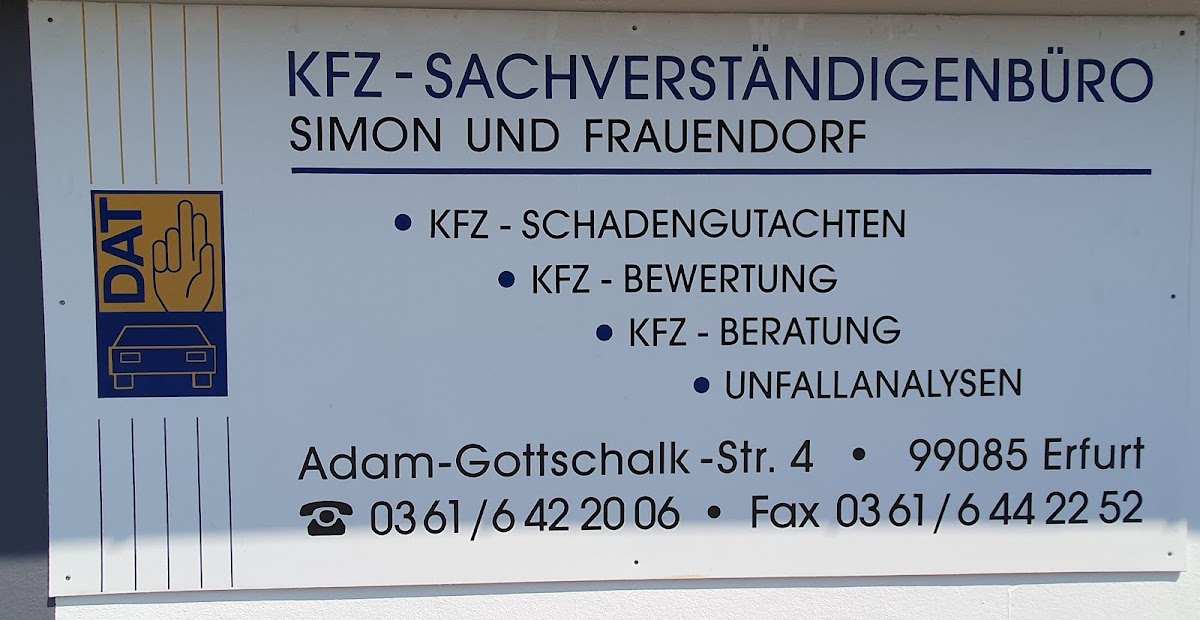 KFZ - SACHVERSTÄNDIGENBÜRO
SIMON UND FRAUENDORF
DAT
• KFZ - SCHADENGUTACHTEN
• KFZ - BEWERTUNG
• KFZ - BERATUNG
• UNFALLANALYSEN
Adam-Gottschalk -Str. 4 • 99085 Erfurt
☎ 03 61 / 6 42 20 06 • Fax 03 61 / 6 44 22 52